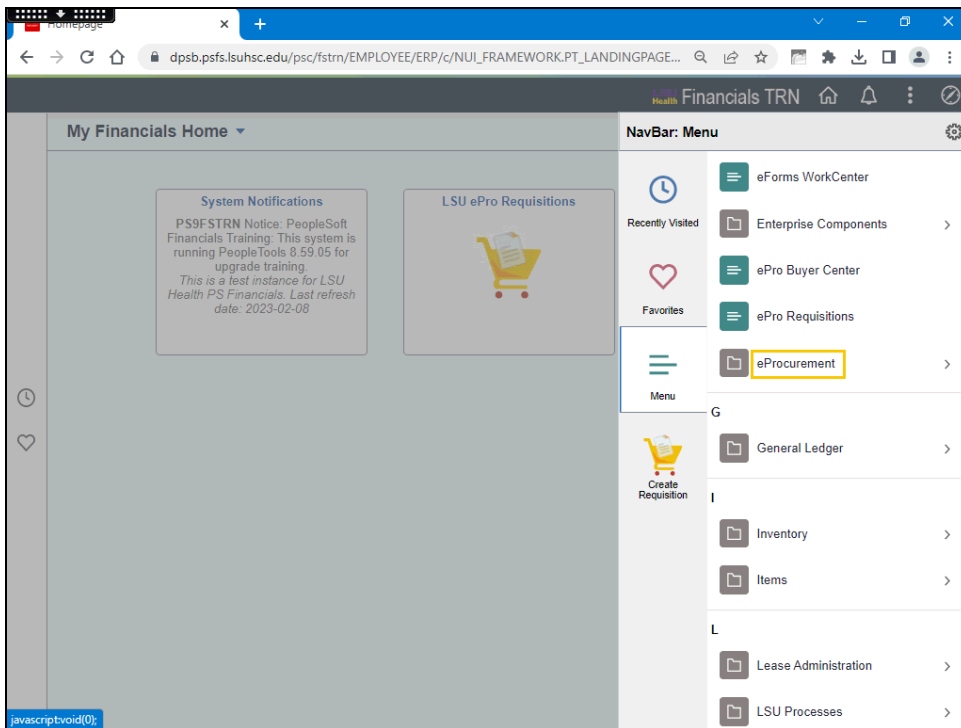 Homepage
dpsb.psfs.lsuhsc.edu/psc/fstrn/EMPLOYEE/ERP/c/NUI_FRAMEWORK.PT_LANDINGPAGE...
Health Financials TRN
My Financials Home
NavBar: Menu
System Notifications
PS9FSTRN Notice: PeopleSoft
Financials Training: This system is
running PeopleTools 8.59.05 for
upgrade training.
This is a test instance for LSU
Health PS Financials. Last refresh
date: 2023-02-08
LSU ePro Requisitions
Recently Visited
Favorites
Menu
Create
Requisition
eForms WorkCenter
Enterprise Components
ePro Buyer Center
ePro Requisitions
eProcurement
G
General Ledger
I
Inventory
Items
L
Lease Administration
LSU Processes
javascript:void(0);